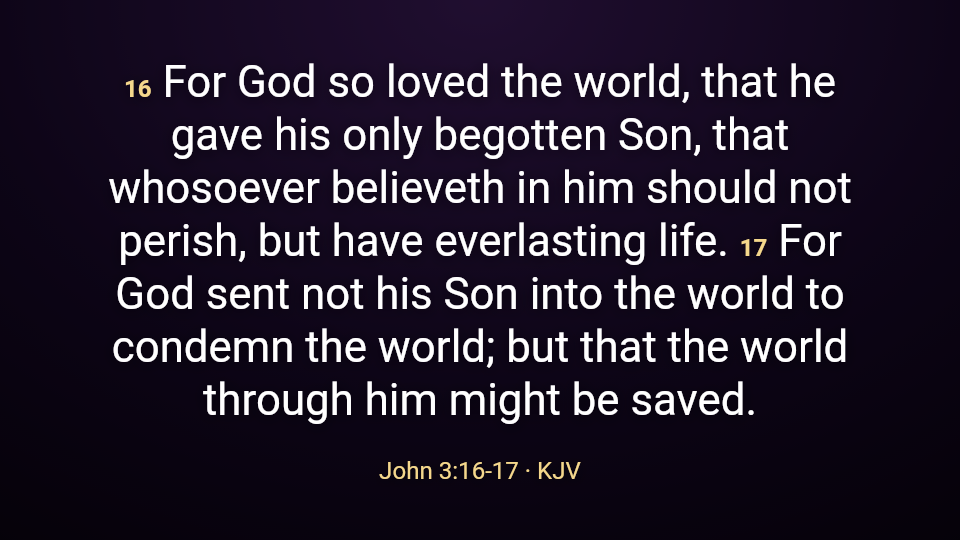 16 For God so loved the world, that he
gave his only begotten Son, that
whosoever believeth in him should not
perish, but have everlasting life. 17 For
God sent not his Son into the world to
condemn the world; but that the world
through him might be saved.
John 3:16-17 · KJV